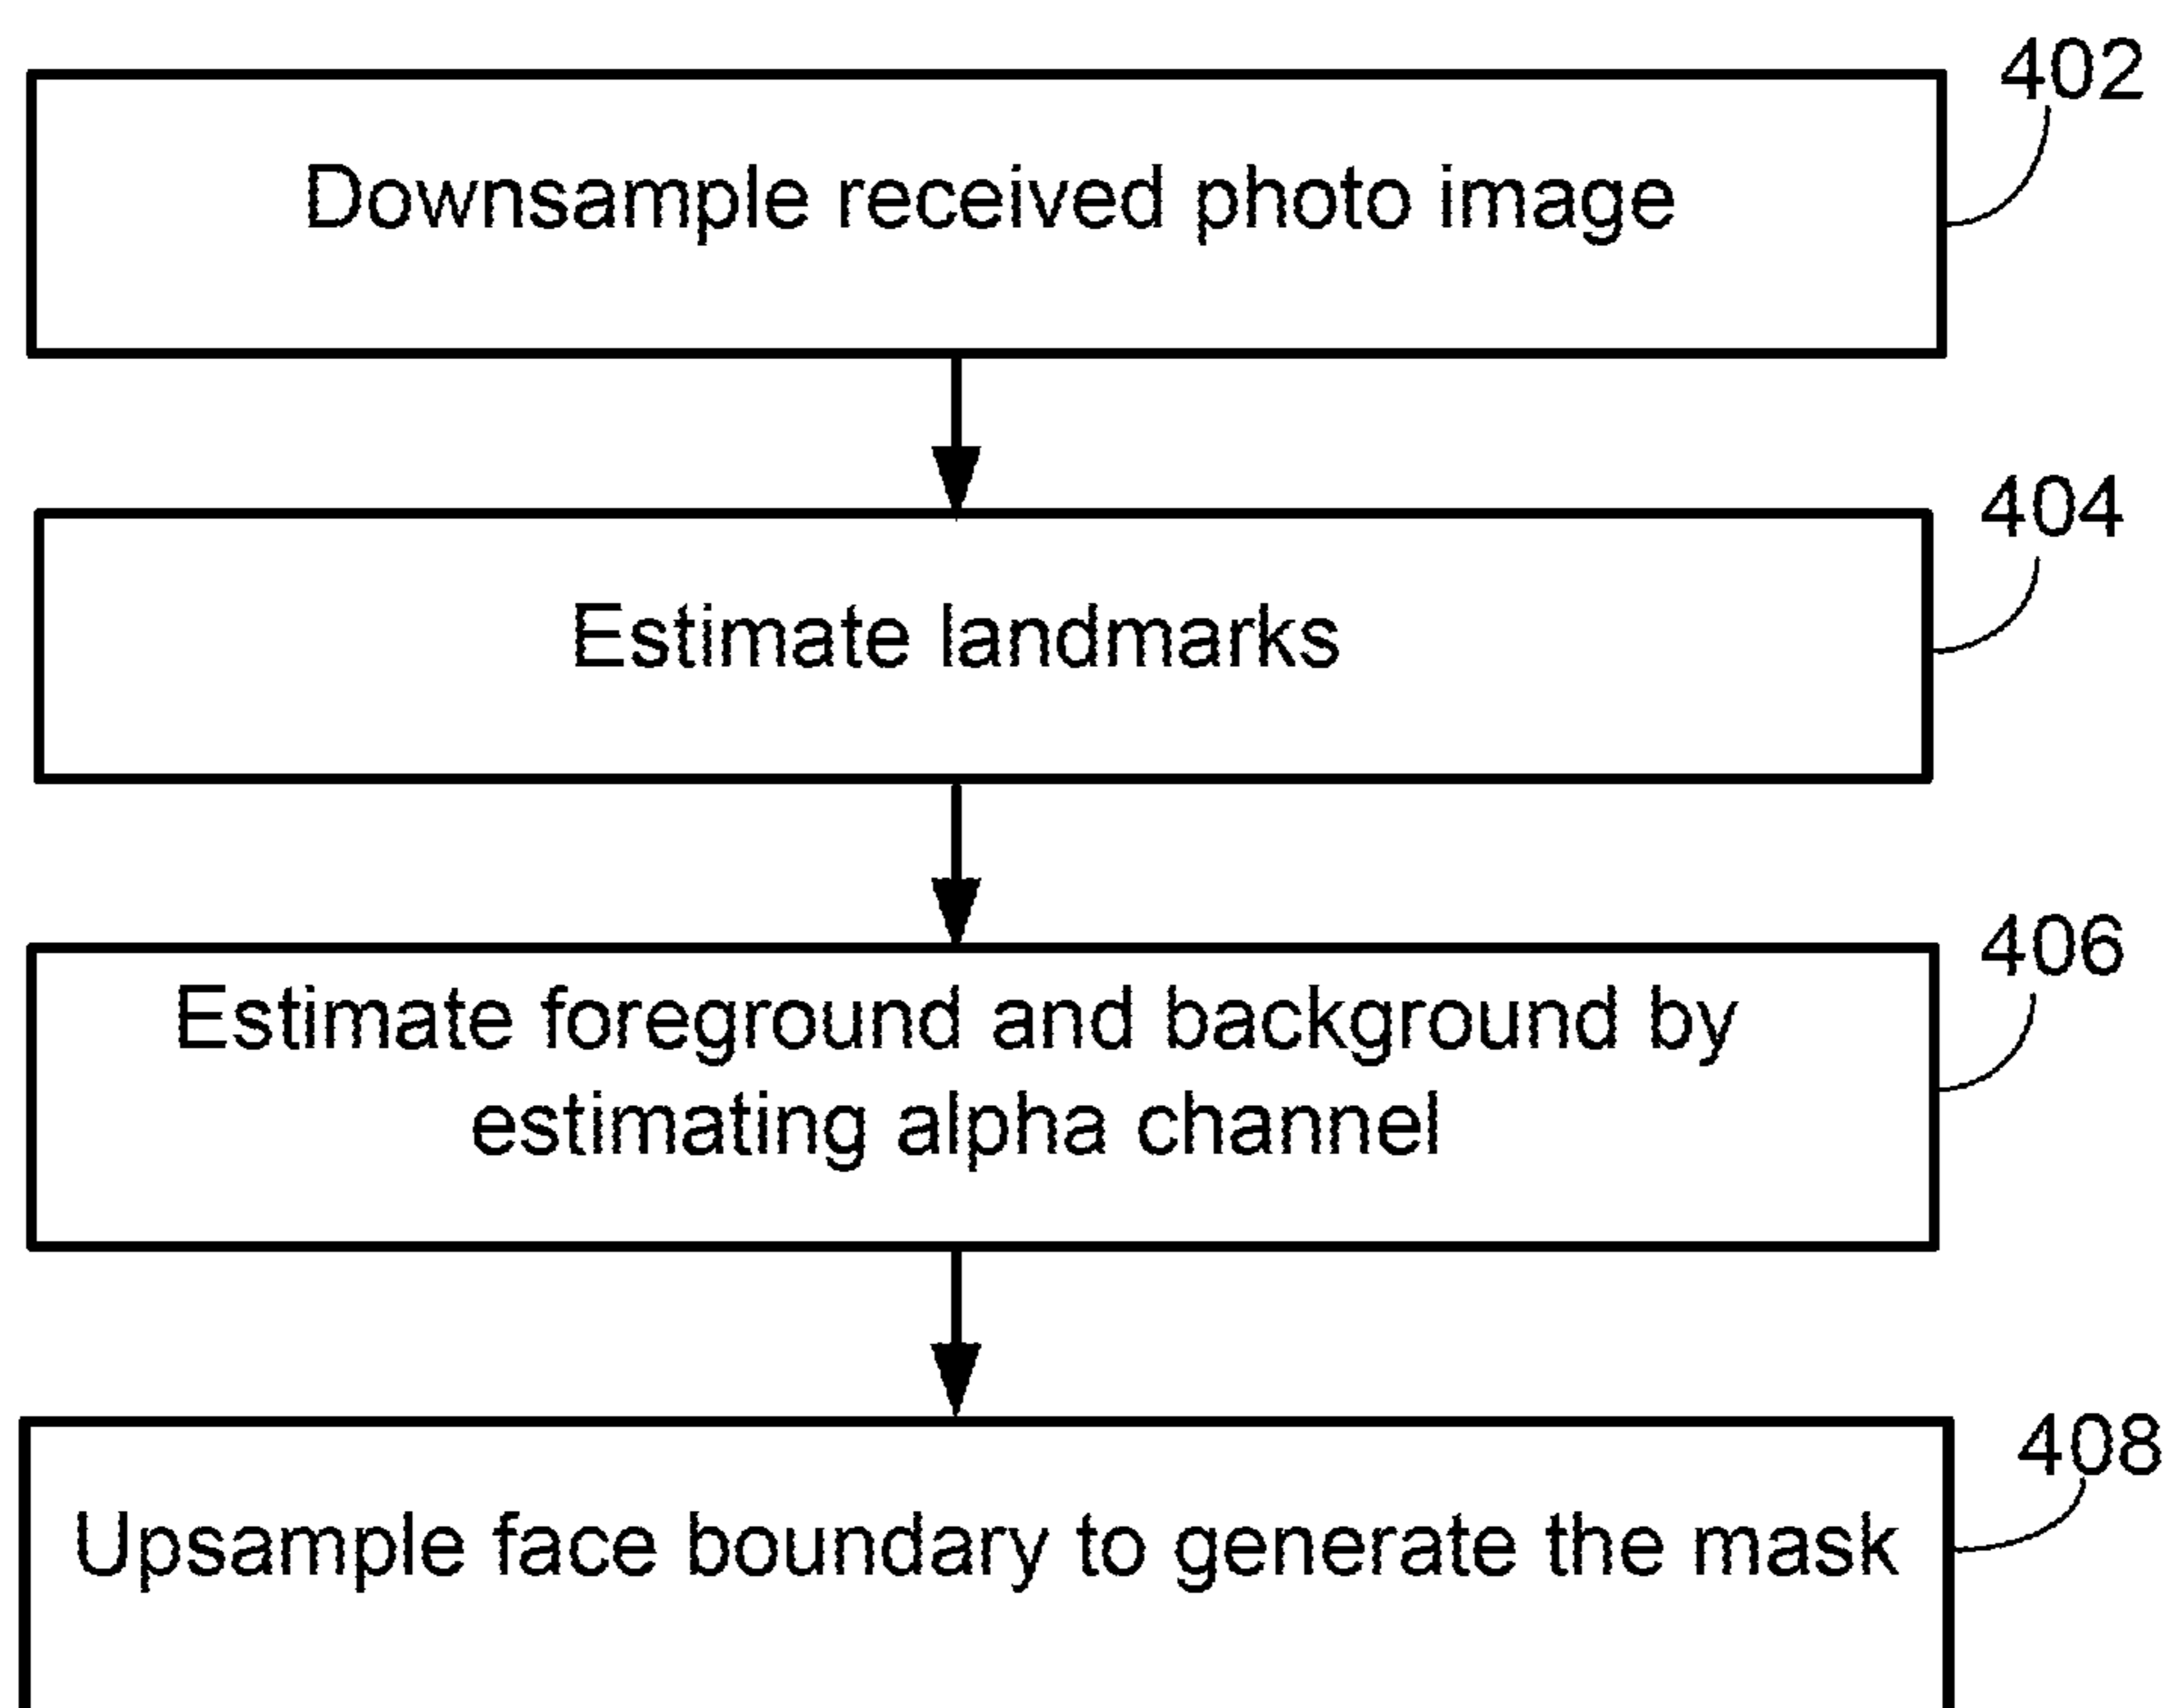 402
Downsample received photo image
404
Estimate landmarks
406
Estimate foreground and background by
estimating alpha channel
408
Upsample face boundary to generate the mask